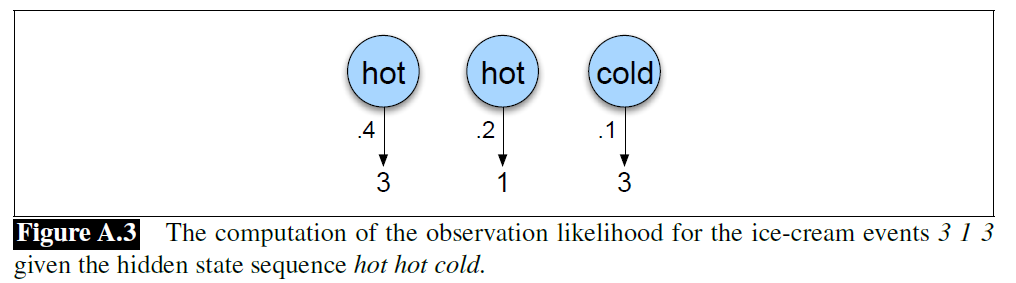 hot hot cold
.4 .2 .1
3 1 3
Figure A.3 The computation of the observation likelihood for the ice-cream events 3 1 3
given the hidden state sequence hot hot cold.